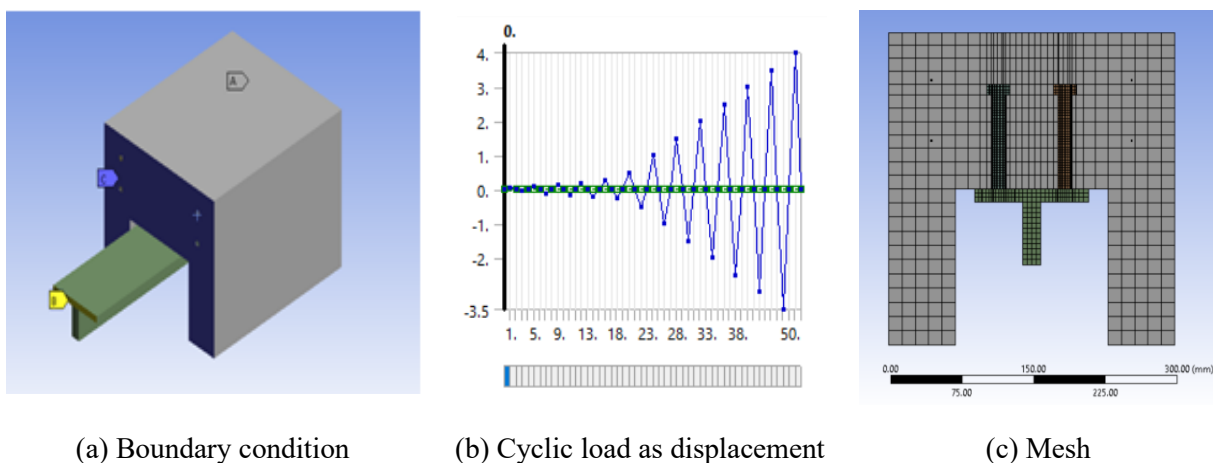 A
C
B
0.
4.
3.
2.
1.
0.
-1.
-2.
-3.5
1. 5. 9. 13. 18. 23. 28. 33. 38. 50.
0.00 150.00 300.00 (mm)
75.00 225.00
(a) Boundary condition (b) Cyclic load as displacement (c) Mesh